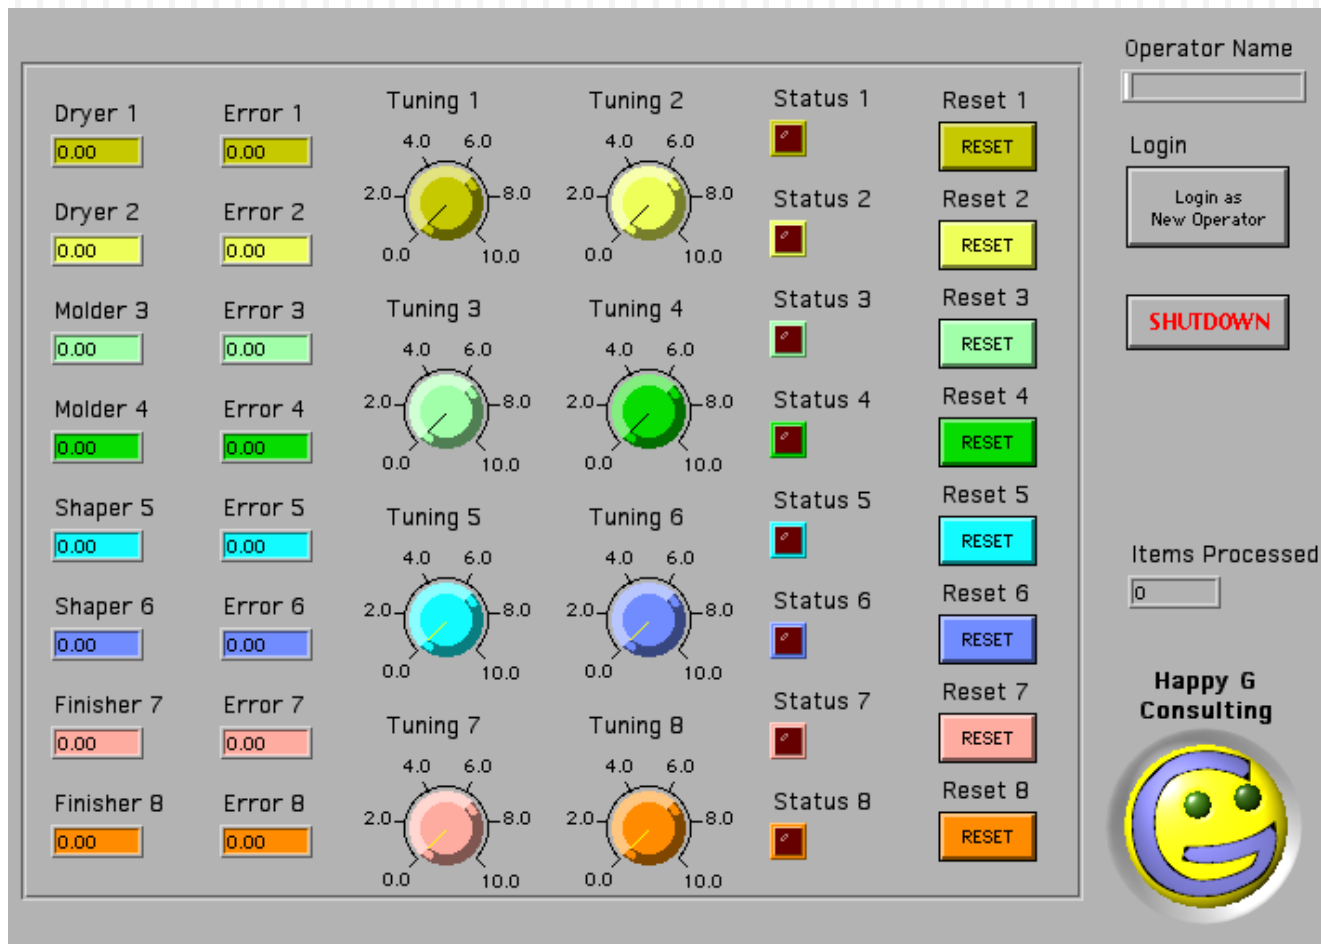 Operator Name
Dryer 1 Error 1 Tuning 1 Tuning 2 Status 1 Reset 1
4.0 6.0 4.0 6.0
0.00 0.00 RESET
Login
2.0 8.0 2.0 8.0
Login as
New Operator
Dryer 2 Error 2 Status 2 Reset 2
0.00 0.00 0.0 10.0 0.0 10.0 RESET
Molder 3 Error 3 Tuning 3 Tuning 4 Status 3 Reset 3
SHUTDOWN
0.00 0.00 4.0 6.0 4.0 6.0 RESET
Molder 4 Error 4 2.0 8.0 2.0 8.0 Status 4 Reset 4
0.00 0.00 RESET
0.0 10.0 0.0 10.0
Shaper 5 Error 5 Tuning 5 Tuning 6 Status 5 Reset 5
0.00 0.00 RESET
4.0 6.0 4.0 6.0
Items Processed
0
Shaper 6 Error 6 2.0 8.0 2.0 8.0 Status 6 Reset 6
0.00 0.00 RESET
0.0 10.0 0.0 10.0
Happy G
Consulting
Finisher 7 Error 7 Tuning 7 Tuning 8 Status 7 Reset 7
0.00 0.00 RESET
4.0 6.0 4.0 6.0
Finisher 8 Error 8 Status 8 Reset 8
2.0 8.0 2.0 8.0
0.00 0.00 RESET
0.0 10.0 0.0 10.0